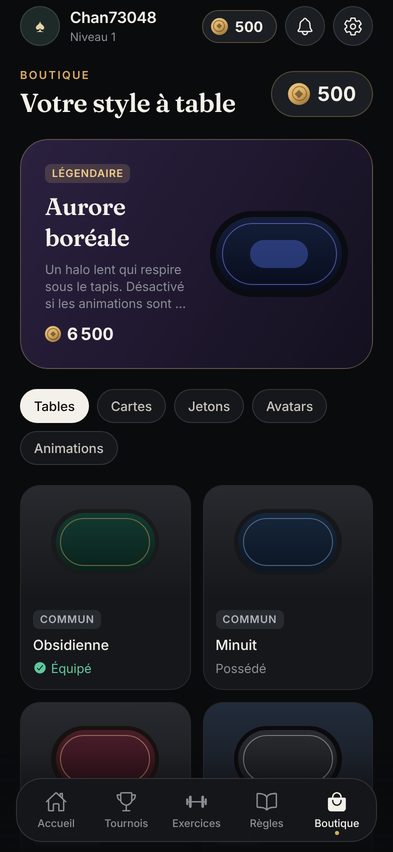 Chan73048
Niveau 1
500
BOUTIQUE
Votre style à table
500
LÉGENDAIRE
Aurore
boréale
Un halo lent qui respire
sous le tapis. Désactivé
si les animations sont ...
6 500
Tables
Cartes
Jetons
Avatars
Animations
COMMUN
Obsidienne
Équipé
COMMUN
Minuit
Possédé
Accueil
Tournois
Exercices
Règles
Boutique